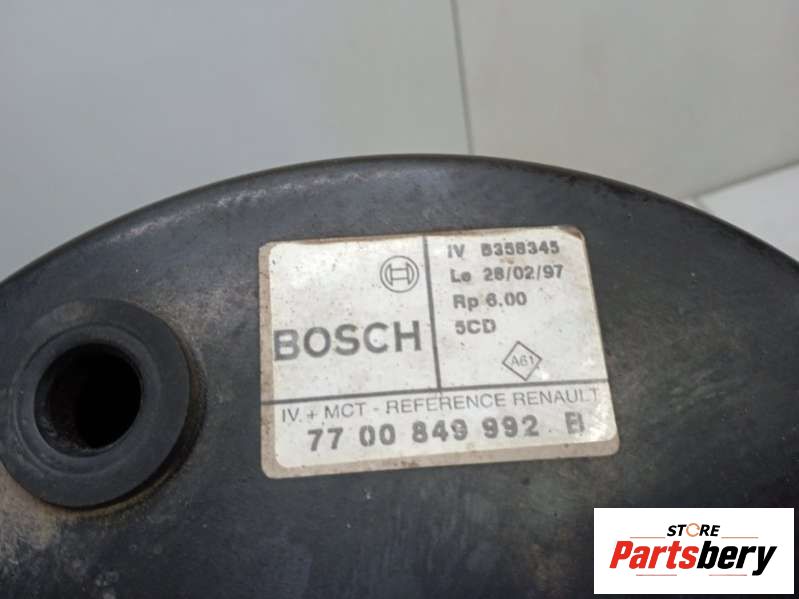 BOSCH
IV B358345
Le 28/02/97
Rp 6.00
5CD
A61
IV. + MCT - REFERENCE RENAULT
77 00 849 992
STORE
Partsbery